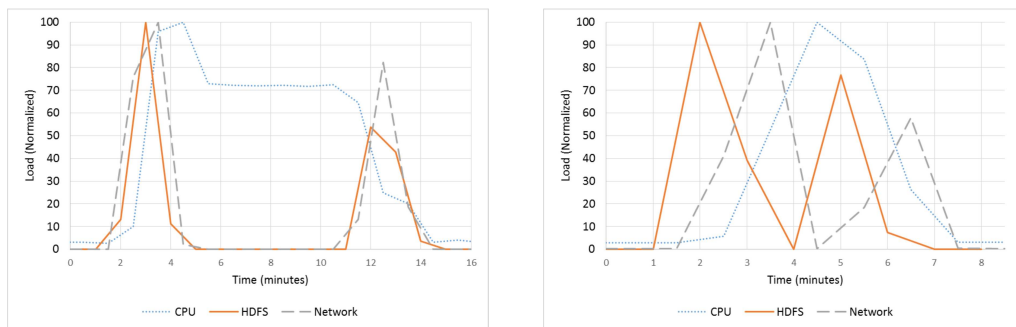 100
90
80
70
60
50
40
30
20
10
0
Load (Normalized)
0 2 4 6 8 10 12 14 16
Time (minutes)
CPU HDFS Network
100
90
80
70
60
50
40
30
20
10
0
Load (Normalized)
0 1 2 3 4 5 6 7 8
Time (minutes)
CPU HDFS Network